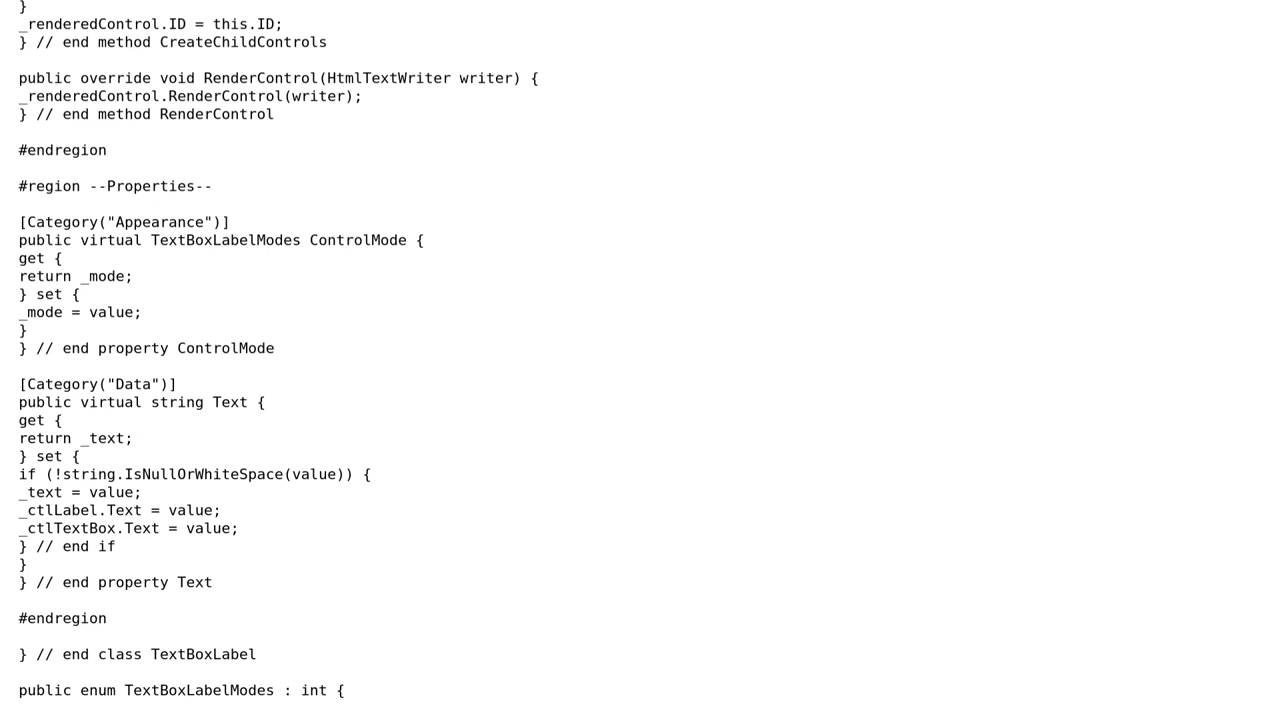 }
_renderedControl.ID = this.ID;
} // end method CreateChildControls

public override void RenderControl(HtmlTextWriter writer) {
_renderedControl.RenderControl(writer);
} // end method RenderControl

#endregion

#region --Properties--

[Category("Appearance")]
public virtual TextBoxLabelModes ControlMode {
get {
return _mode;
} set {
_mode = value;
}
} // end property ControlMode

[Category("Data")]
public virtual string Text {
get {
return _text;
} set {
if (!string.IsNullOrWhiteSpace(value)) {
_text = value;
_ctlLabel.Text = value;
_ctlTextBox.Text = value;
} // end if
}
} // end property Text

#endregion

} // end class TextBoxLabel

public enum TextBoxLabelModes : int {